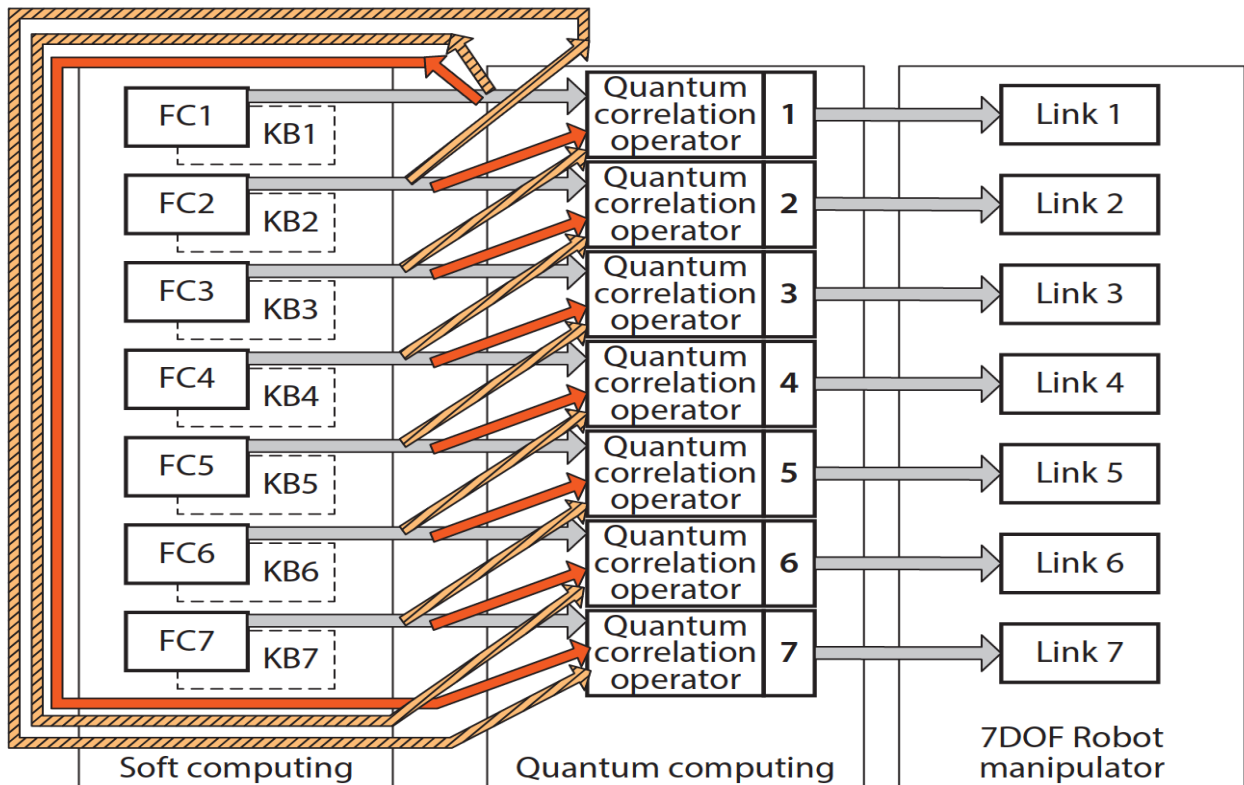 FC1
KB1
Quantum
correlation
operator
1
Link 1
FC2
KB2
Quantum
correlation
operator
2
Link 2
FC3
KB3
Quantum
correlation
operator
3
Link 3
FC4
KB4
Quantum
correlation
operator
4
Link 4
FC5
KB5
Quantum
correlation
operator
5
Link 5
FC6
KB6
Quantum
correlation
operator
6
Link 6
FC7
KB7
Quantum
correlation
operator
7
Link 7
Soft computing
Quantum computing
7DOF Robot
manipulator